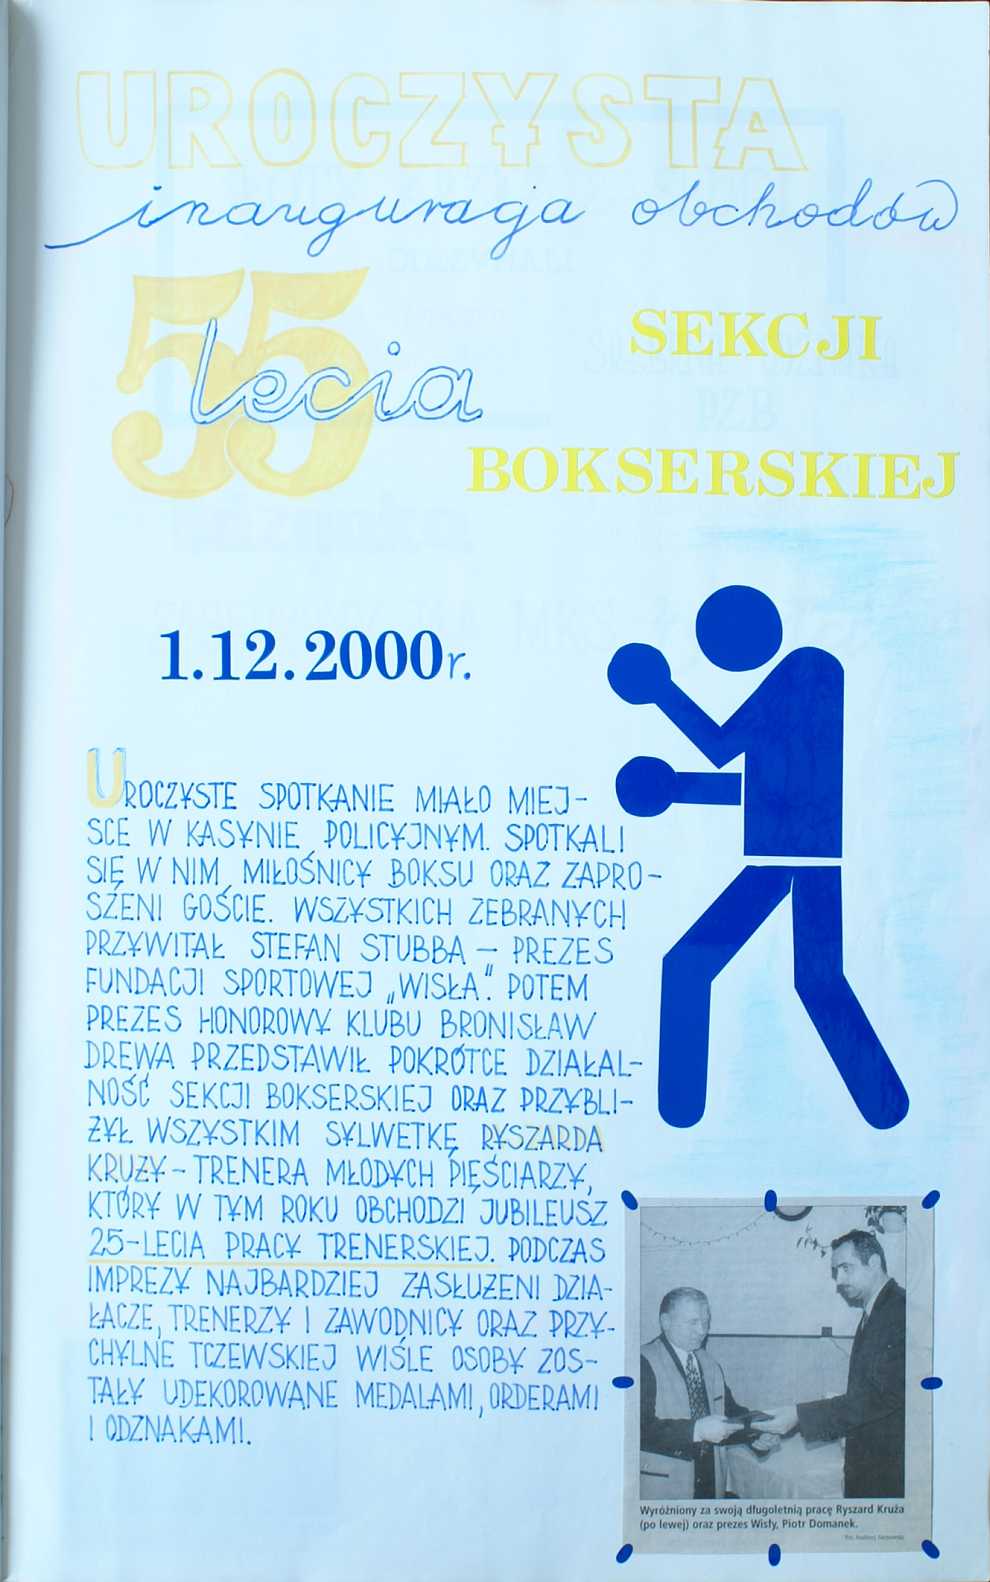 UROCZYSTA
inauguracja obchodów
55
lecia
SEKCJI
BOKSERSKIEJ
1.12.2000r.
UROCZYSTE SPOTKANIE MIAŁO MIEJ-
SCE W KASYNIE POLICYJNYM. SPOTKALI
SIĘ W NIM MIŁOŚNICY BOKSU ORAZ ZAPRO-
SZENI GOŚCIE. WSZYSTKICH ZEBRANYCH
PRZYWITAŁ STEFAN STUBBA – PREZES
FUNDACJI SPORTOWEJ „WISŁA". POTEM
PREZES HONOROWY KLUBU BRONISŁAW
DREWA PRZEDSTAWIŁ POKRÓTCE DZIAŁAL-
NOŚĆ SEKCJI BOKSERSKIEJ ORAZ PRZYBLI-
ŻYŁ WSZYSTKIM SYLWETKĘ RYSZARDA
KRUŻY – TRENERA MŁODYCH PIĘŚCIARZY,
KTÓRY W TYM ROKU OBCHODZI JUBILEUSZ
25-LECIA PRACY TRENERSKIEJ. PODCZAS
IMPREZY NAJBARDZIEJ ZASŁUŻENI DZIA-
ŁACZE, TRENERZY I ZAWODNICY ORAZ PRZY-
CHYLNE TCZEWSKIEJ WIŚLE OSOBY ZOS-
TAŁY UDEKOROWANE MEDALAMI, ORDERAMI
I ODZNAKAMI.
Wyróżniony za swoją długoletnią pracę Ryszard Kruża
(po lewej) oraz prezes Wisły, Piotr Domanek.